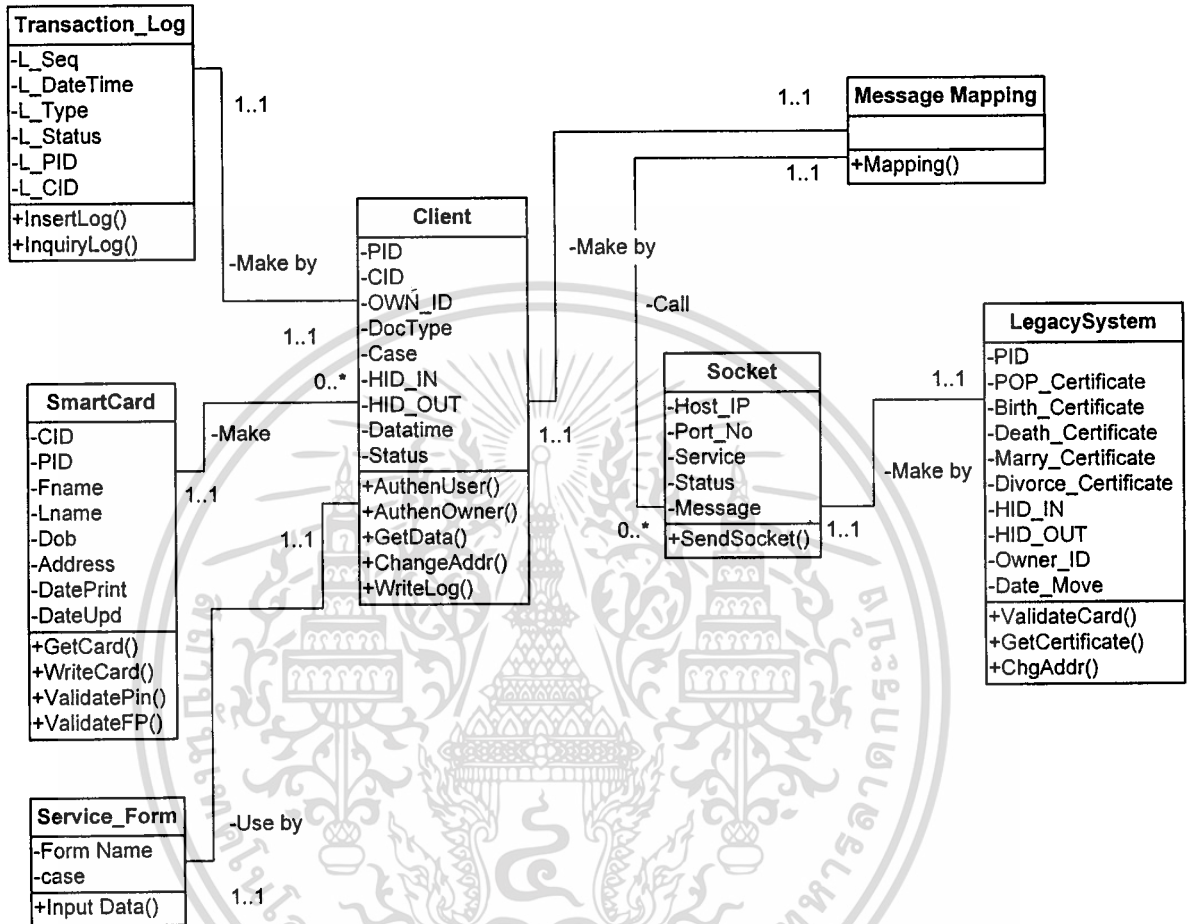 Transaction_Log
-L_Seq
-L_DateTime
-L_Type
-L_Status
-L_PID
-L_CID
+InsertLog()
+InquiryLog()
1..1
-Make by
1..1
Client
-PID
-CID
-OWN_ID
-DocType
-Case
-HID_IN
-HID_OUT
-Datatime
-Status
+AuthenUser()
+AuthenOwner()
+GetData()
+ChangeAddr()
+WriteLog()
SmartCard
-CID
-PID
-Fname
-Lname
-Dob
-Address
-DatePrint
-DateUpd
+GetCard()
+WriteCard()
+ValidatePin()
+ValidateFP()
0..*
-Make
1..1
Service_Form
-Form Name
-case
+Input Data()
1..1
-Use by
1..1
Message Mapping
+Mapping()
1..1
-Make by
1..1
1..1
-Call
0..*
Socket
-Host_IP
-Port_No
-Service
-Status
-Message
+SendSocket()
1..1
-Make by
1..1
LegacySystem
-PID
-POP_Certificate
-Birth_Certificate
-Death_Certificate
-Marry_Certificate
-Divorce_Certificate
-HID_IN
-HID_OUT
-Owner_ID
-Date_Move
+ValidateCard()
+GetCertificate()
+ChgAddr()